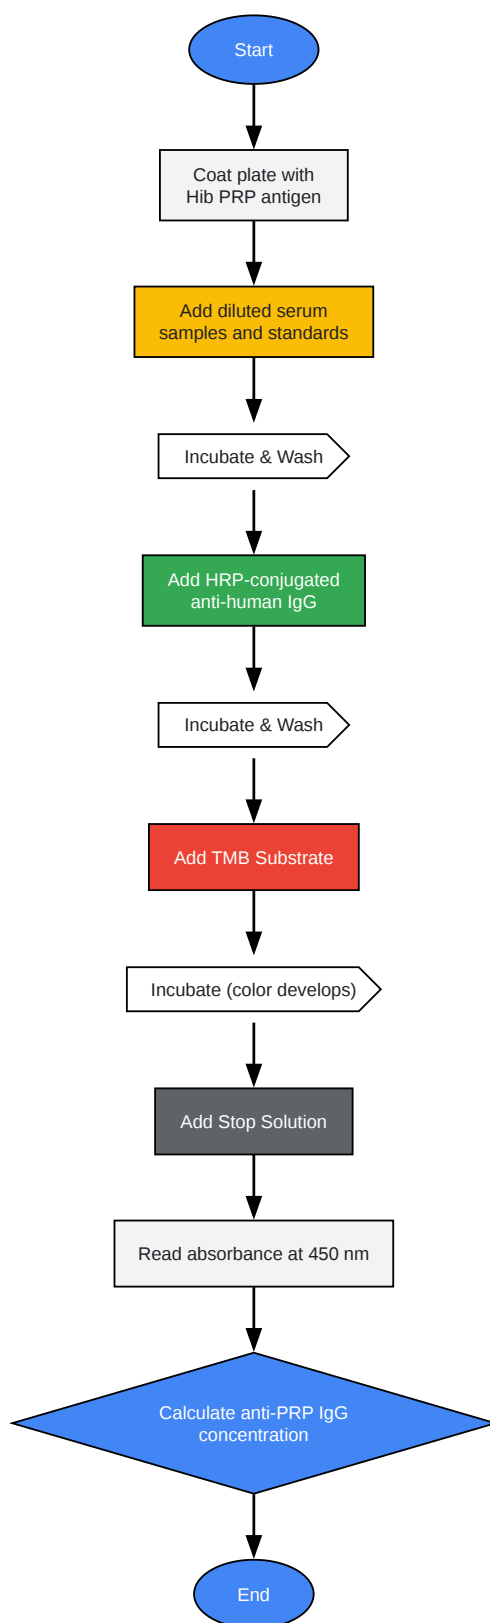 Start
Coat plate with
Hib PRP antigen
Add diluted serum
samples and standards
Incubate & Wash
Add HRP-conjugated
anti-human IgG
Incubate & Wash
Add TMB Substrate
Incubate (color develops)
Add Stop Solution
Read absorbance at 450 nm
Calculate anti-PRP IgG
concentration
End